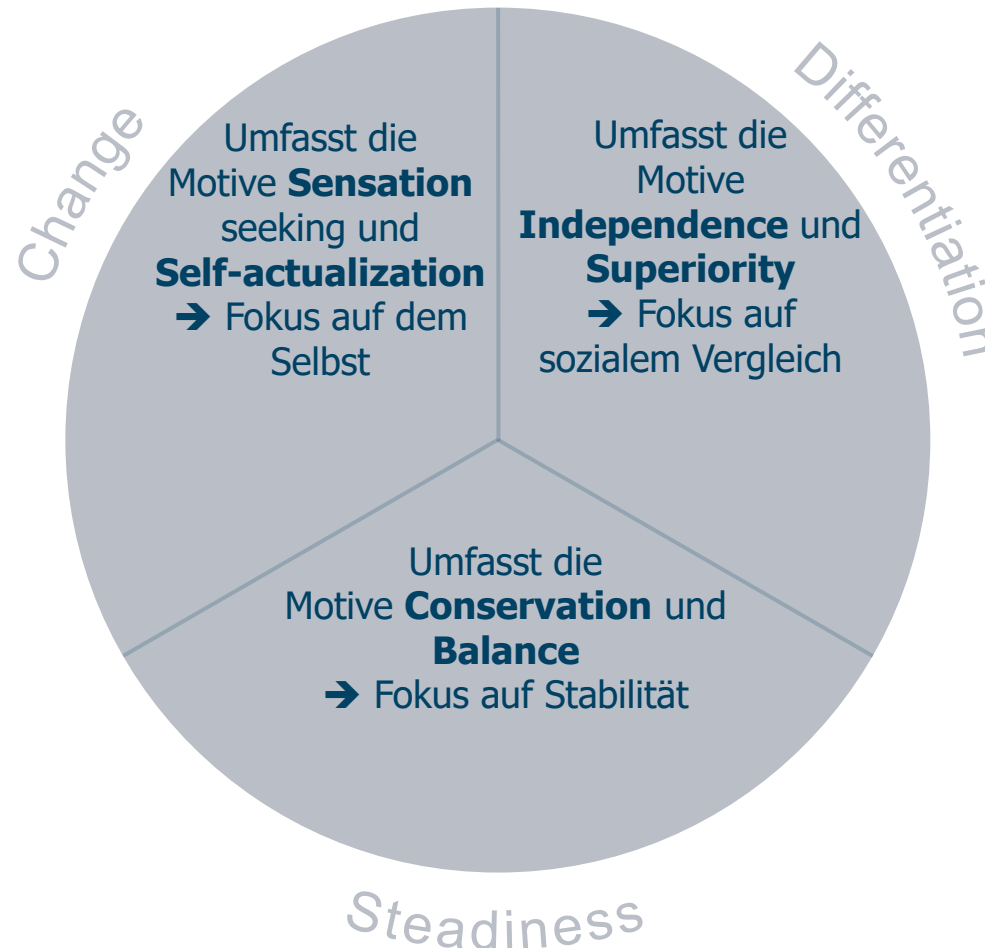 Change
Umfasst die
Motive Sensation
seeking und
Self-actualization
➔ Fokus auf dem
Selbst
Differentiation
Umfasst die
Motive
Independence und
Superiority
➔ Fokus auf
sozialem Vergleich
Umfasst die
Motive Conservation und
Balance
➔ Fokus auf Stabilität
Steadiness